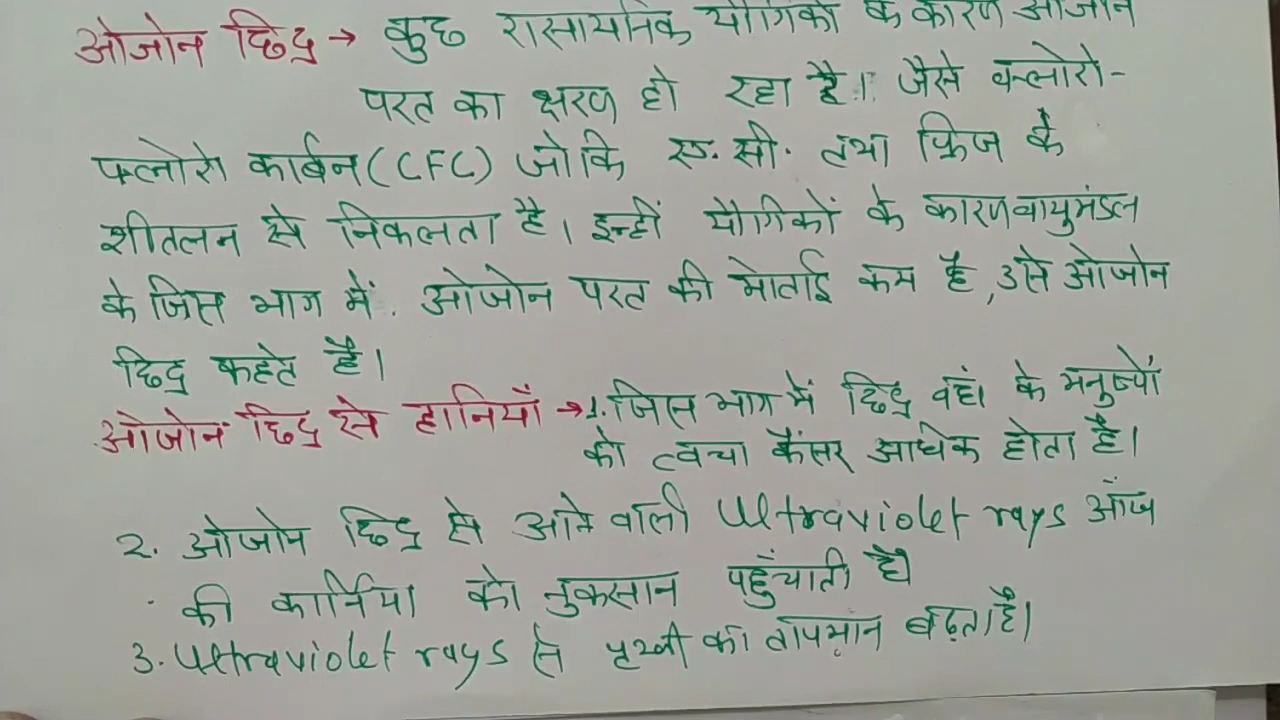 ओजोन छिद्र → कुछ रासायनिक यौगिकों के कारण ओजोन
परत का क्षरण हो रहा है। जैसे क्लोरो-
फ्लोरो कार्बन (CFC) जोकि ए. सी. तथा फ्रिज के
शीतलन से निकलता है। इन्हीं यौगिकों के कारण वायुमंडल
के जिस भाग में ओजोन परत की मोटाई कम है, उसे ओजोन
छिद्र कहते हैं।
ओजोन छिद्र से हानियाँ → 1. जिस भाग में छिद्र वहां के मनुष्यों
को त्वचा कैंसर अधिक होता है।
2. ओजोन छिद्र से आने वाली Ultraviolet rays आँख
की कार्निया को नुकसान पहुँचाती है।
3. Ultraviolet rays से पृथ्वी का तापमान बढ़ता है।